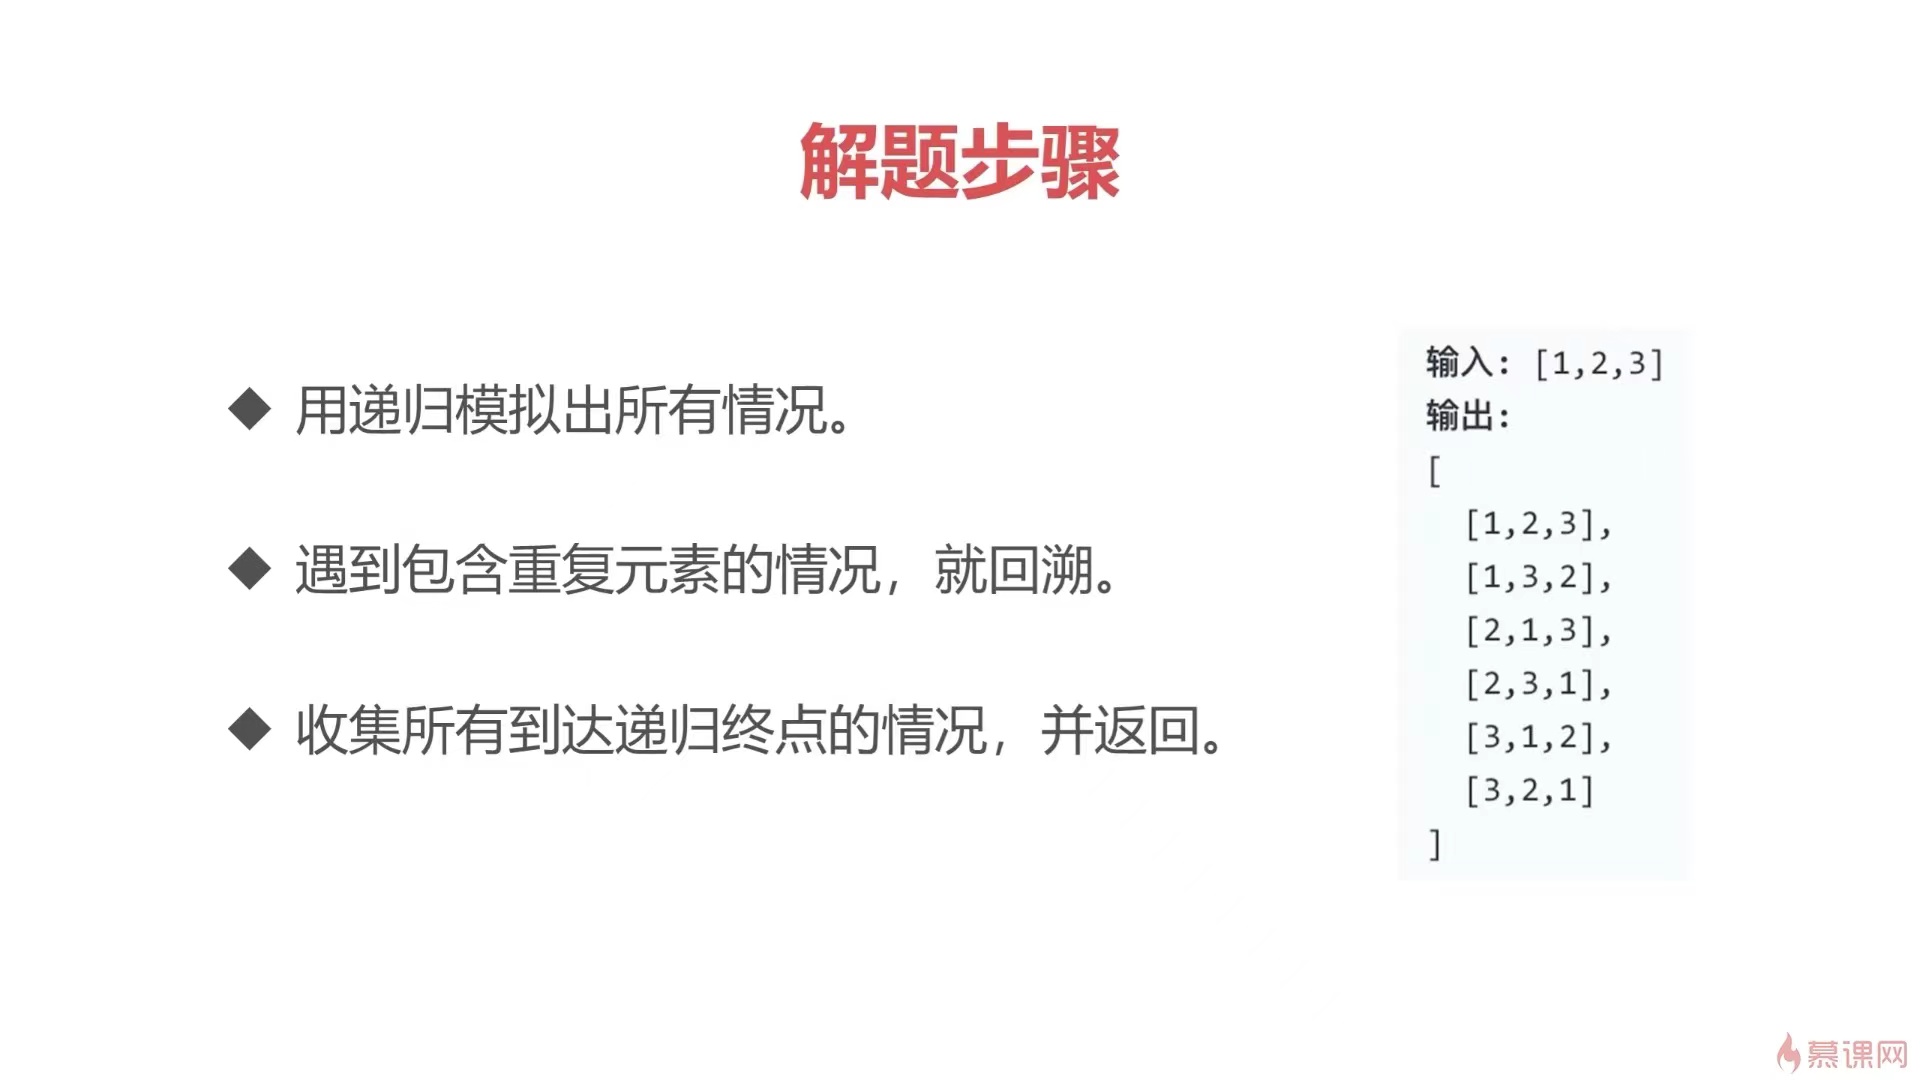 解题步骤
◆ 用递归模拟出所有情况。
◆ 遇到包含重复元素的情况，就回溯。
◆ 收集所有到达递归终点的情况，并返回。
输入: [1,2,3]
输出:
[
  [1,2,3],
  [1,3,2],
  [2,1,3],
  [2,3,1],
  [3,1,2],
  [3,2,1]
]
慕课网